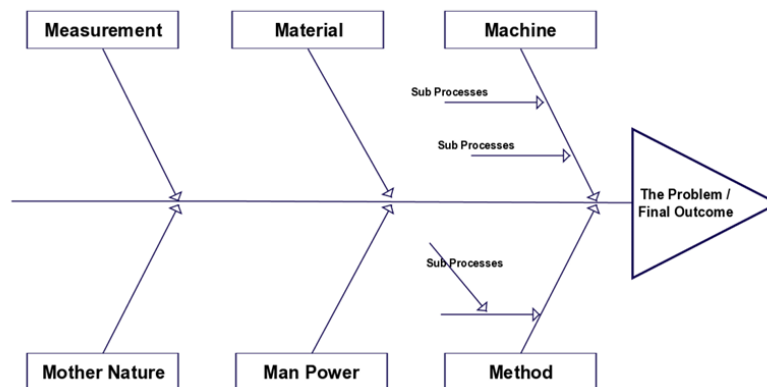 Measurement
Material
Machine
Sub Processes
Sub Processes
The Problem /
Final Outcome
Sub Processes
Mother Nature
Man Power
Method